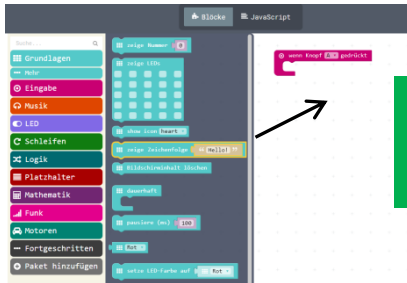 Blöcke
JavaScript
Suche...
Grundlagen
Mehr
Eingabe
Musik
LED
Schleifen
Logik
Platzhalter
Mathematik
Funk
Motoren
Fortgeschritten
Paket hinzufügen
zeige Nummer 0
zeige LEDs
show icon heart
zeige Zeichenfolge " Hello! "
Bildschirminhalt löschen
dauerhaft
pausiere (ms) 100
Rot
setze LED-Farbe auf Rot
wenn Knopf A gedrückt